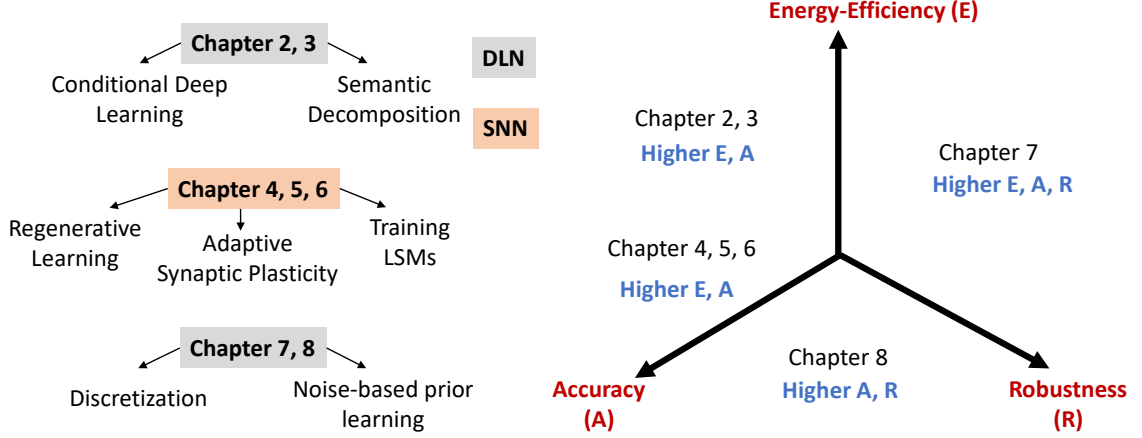 Chapter 2, 3
Conditional Deep
Learning
Semantic
Decomposition
DLN
SNN
Chapter 4, 5, 6
Regenerative
Learning
Adaptive
Synaptic Plasticity
Training
LSMs
Chapter 7, 8
Discretization
Noise-based prior
learning
Energy-Efficiency (E)
Chapter 2, 3
Higher E, A
Chapter 7
Higher E, A, R
Chapter 4, 5, 6
Higher E, A
Chapter 8
Higher A, R
Accuracy
(A)
Robustness
(R)